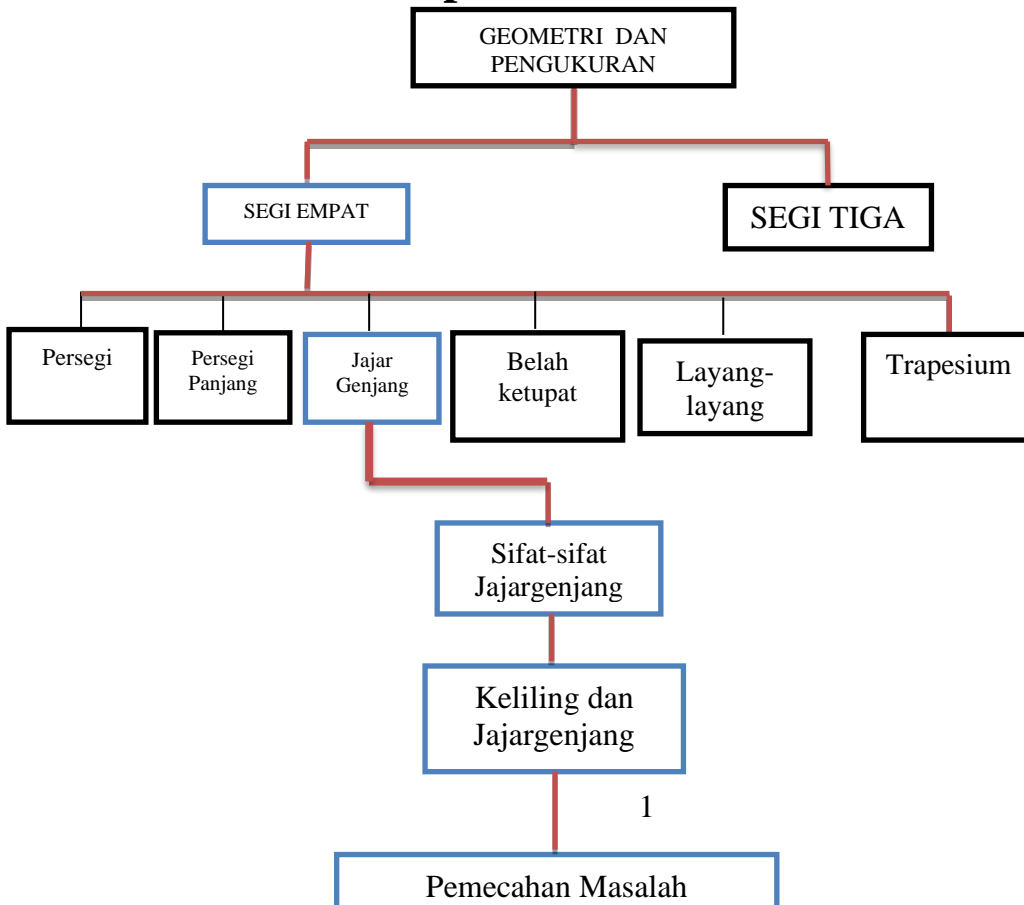 GEOMETRI DAN
PENGUKURAN
SEGI EMPAT
SEGI TIGA
Persegi
Persegi
Panjang
Jajar
Genjang
Belah
ketupat
Layang-
layang
Trapesium
Sifat-sifat
Jajargenjang
Keliling dan
Jajargenjang
1
Pemecahan Masalah